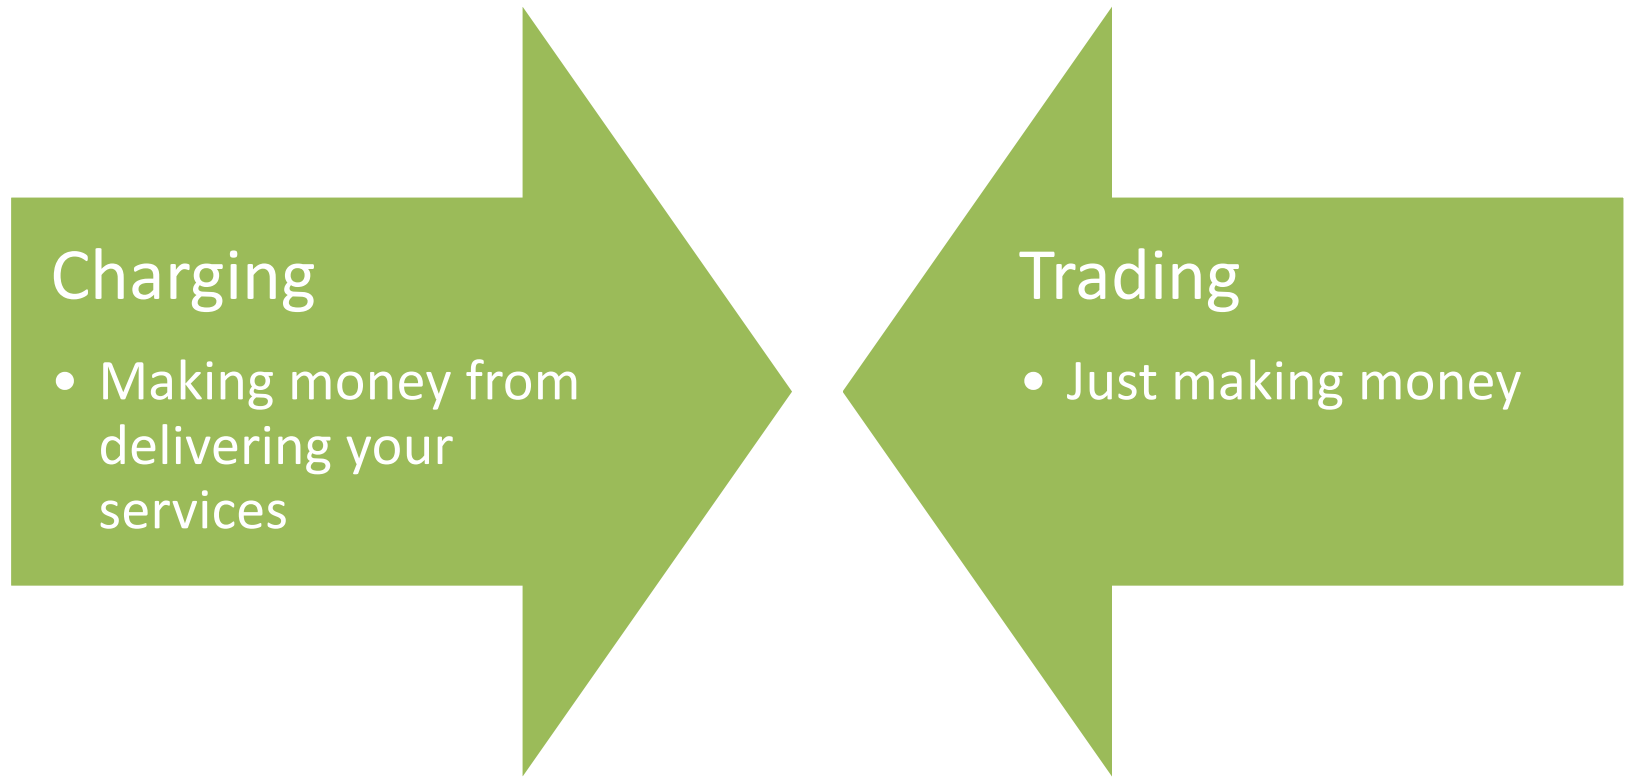 Charging
• Making money from
delivering your
services
Trading
• Just making money